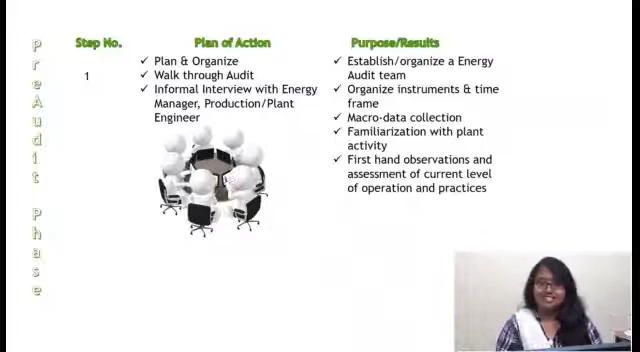 PreAudit Phase
Step No.
Plan of Action
Purpose/Results
1
✓ Plan & Organize
✓ Walk through Audit
✓ Informal Interview with Energy
Manager, Production/Plant
Engineer
✓ Establish/organize a Energy
Audit team
✓ Organize instruments & time
frame
✓ Macro-data collection
✓ Familiarization with plant
activity
✓ First hand observations and
assessment of current level
of operation and practices